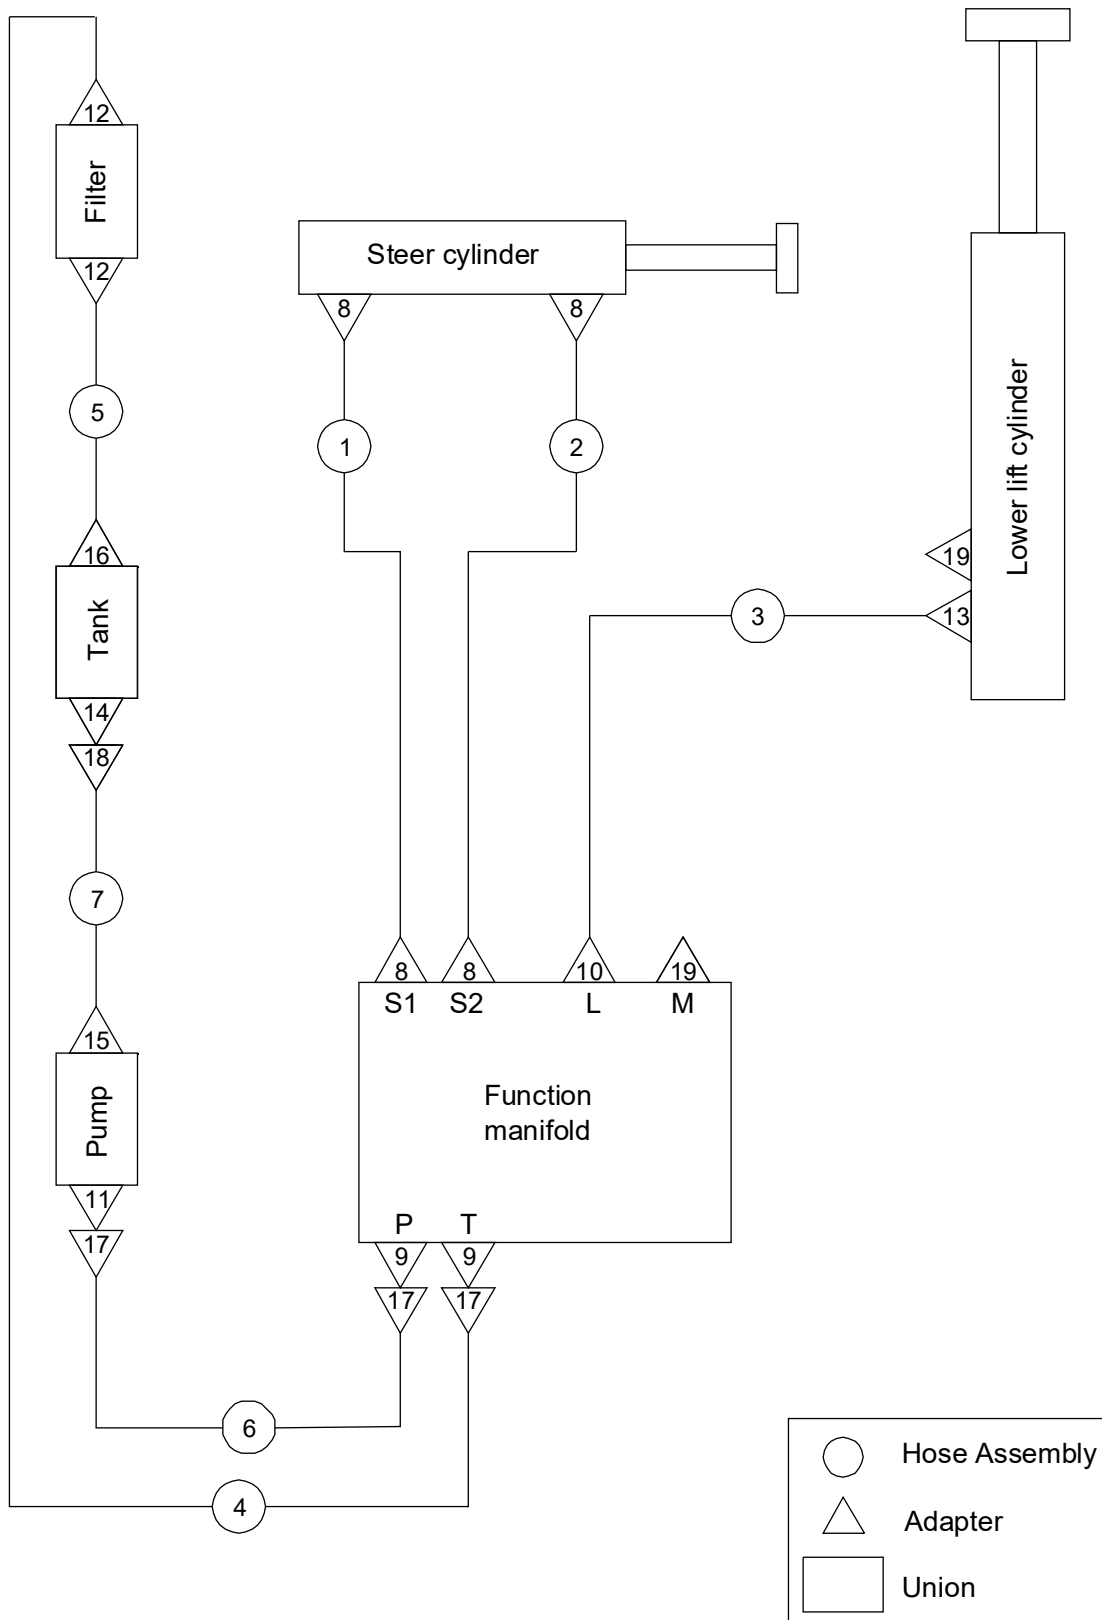 12
Filter
12
Steer cylinder
8
8
5
1
2
Lower lift cylinder
16
19
Tank
3
13
14
18
7
8
8
10
19
S1
S2
L
M
15
Pump
Function
manifold
11
17
P
T
9
9
17
17
6
4
Hose Assembly
Adapter
Union